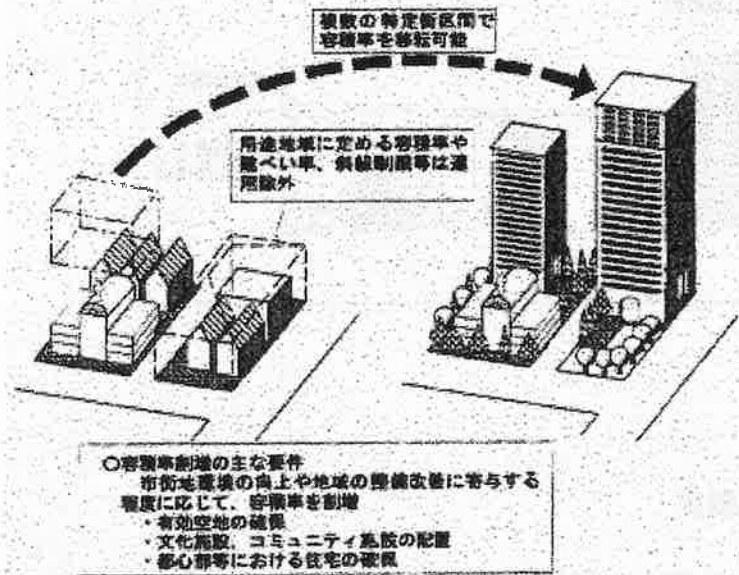 複数の特定街区間で
容積率を移転可能
用途地域に定める容積率や
建ぺい率、斜線制限等は適
用除外
○容積率割増の主な要件
市街地環境の向上や地域の整備改善に寄与する
程度に応じて、容積率を割増
・有効空地の確保
・文化施設、コミュニティ施設の配置
・都心部等における住宅の確保